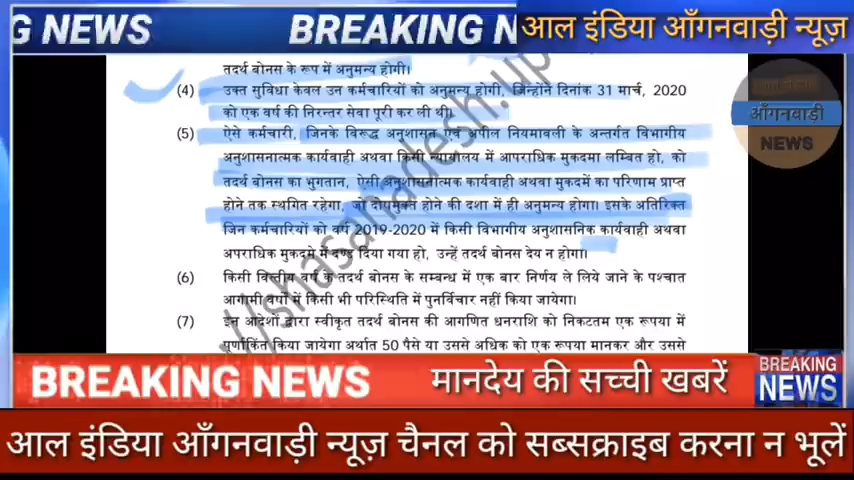 G NEWS
BREAKING N
आल इंडिया आँगनवाड़ी न्यूज़
तदर्थ बोनस के रूप में अनुमन्य होगी।
(4) उक्त सुविधा केवल उन कर्मचारियों को अनुमन्य होगी, जिन्होंने दिनांक 31 मार्च, 2020
को एक वर्ष की निरन्तर सेवा पूरी कर ली थी।
(5) ऐसे कर्मचारी, जिनके विरूद्ध अनुशासन एवं अपील नियमावली के अन्तर्गत विभागीय
अनुशासनात्मक कार्यवाही अथवा किसी न्यायालय में आपराधिक मुकदमा लम्बित हो, को
तदर्थ बोनस का भुगतान, ऐसी अनुशासनात्मक कार्यवाही अथवा मुकदमें का परिणाम प्राप्त
होने तक स्थगित रहेगा, जो दोषमुक्त होने की दशा में ही अनुमन्य होगा। इसके अतिरिक्त
जिन कर्मचारियों को वर्ष 2019-2020 में किसी विभागीय अनुशासनिक कार्यवाही अथवा
अपराधिक मुकदमे में दण्ड दिया गया हो, उन्हें तदर्थ बोनस देय न होगा।
(6) किसी वित्तीय वर्ष के तदर्थ बोनस के सम्बन्ध में एक बार निर्णय ले लिये जाने के पश्चात
आगामी वर्षों में किसी भी परिस्थिति में पुनर्विचार नहीं किया जायेगा।
(7) इन आदेशों द्वारा स्वीकृत तदर्थ बोनस की आगणित धनराशि को निकटतम एक रूपया में
पूर्णांकित किया जायेगा अर्थात 50 पैसे या उससे अधिक को एक रूपया मानकर और उससे
//shasanadesh.up
आँगनवाड़ी
NEWS
BREAKING NEWS
मानदेय की सच्ची खबरें
BREAKING
NEWS
आल इंडिया आँगनवाड़ी न्यूज़ चैनल को सब्सक्राइब करना न भूलें